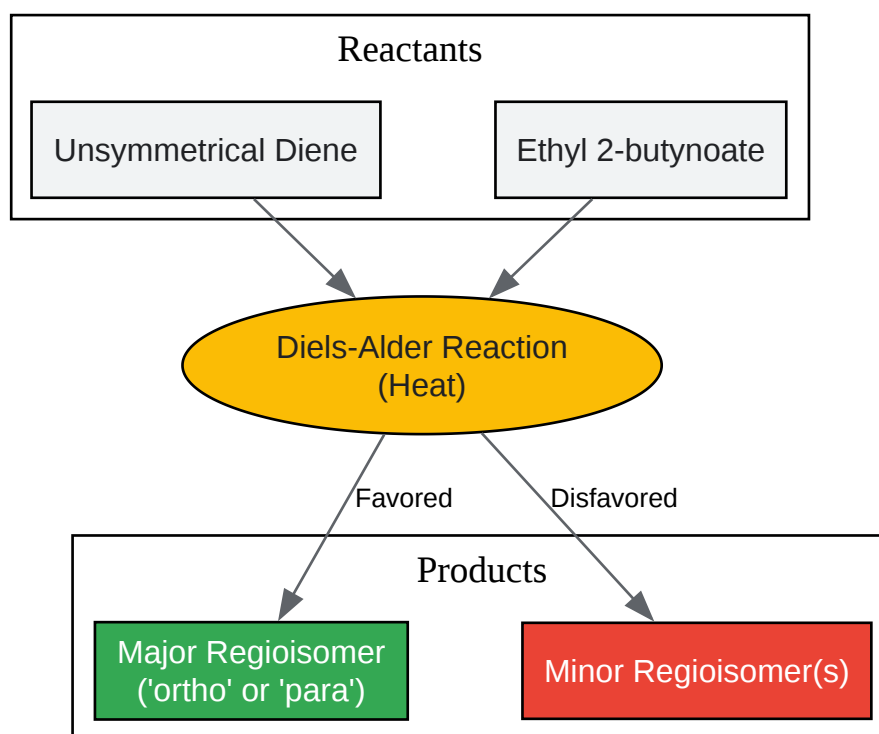 Reactants
Unsymmetrical Diene
Ethyl 2-butynoate
Diels-Alder Reaction
(Heat)
Favored
Disfavored
Products
Major Regioisomer
('ortho' or 'para')
Minor Regioisomer(s)